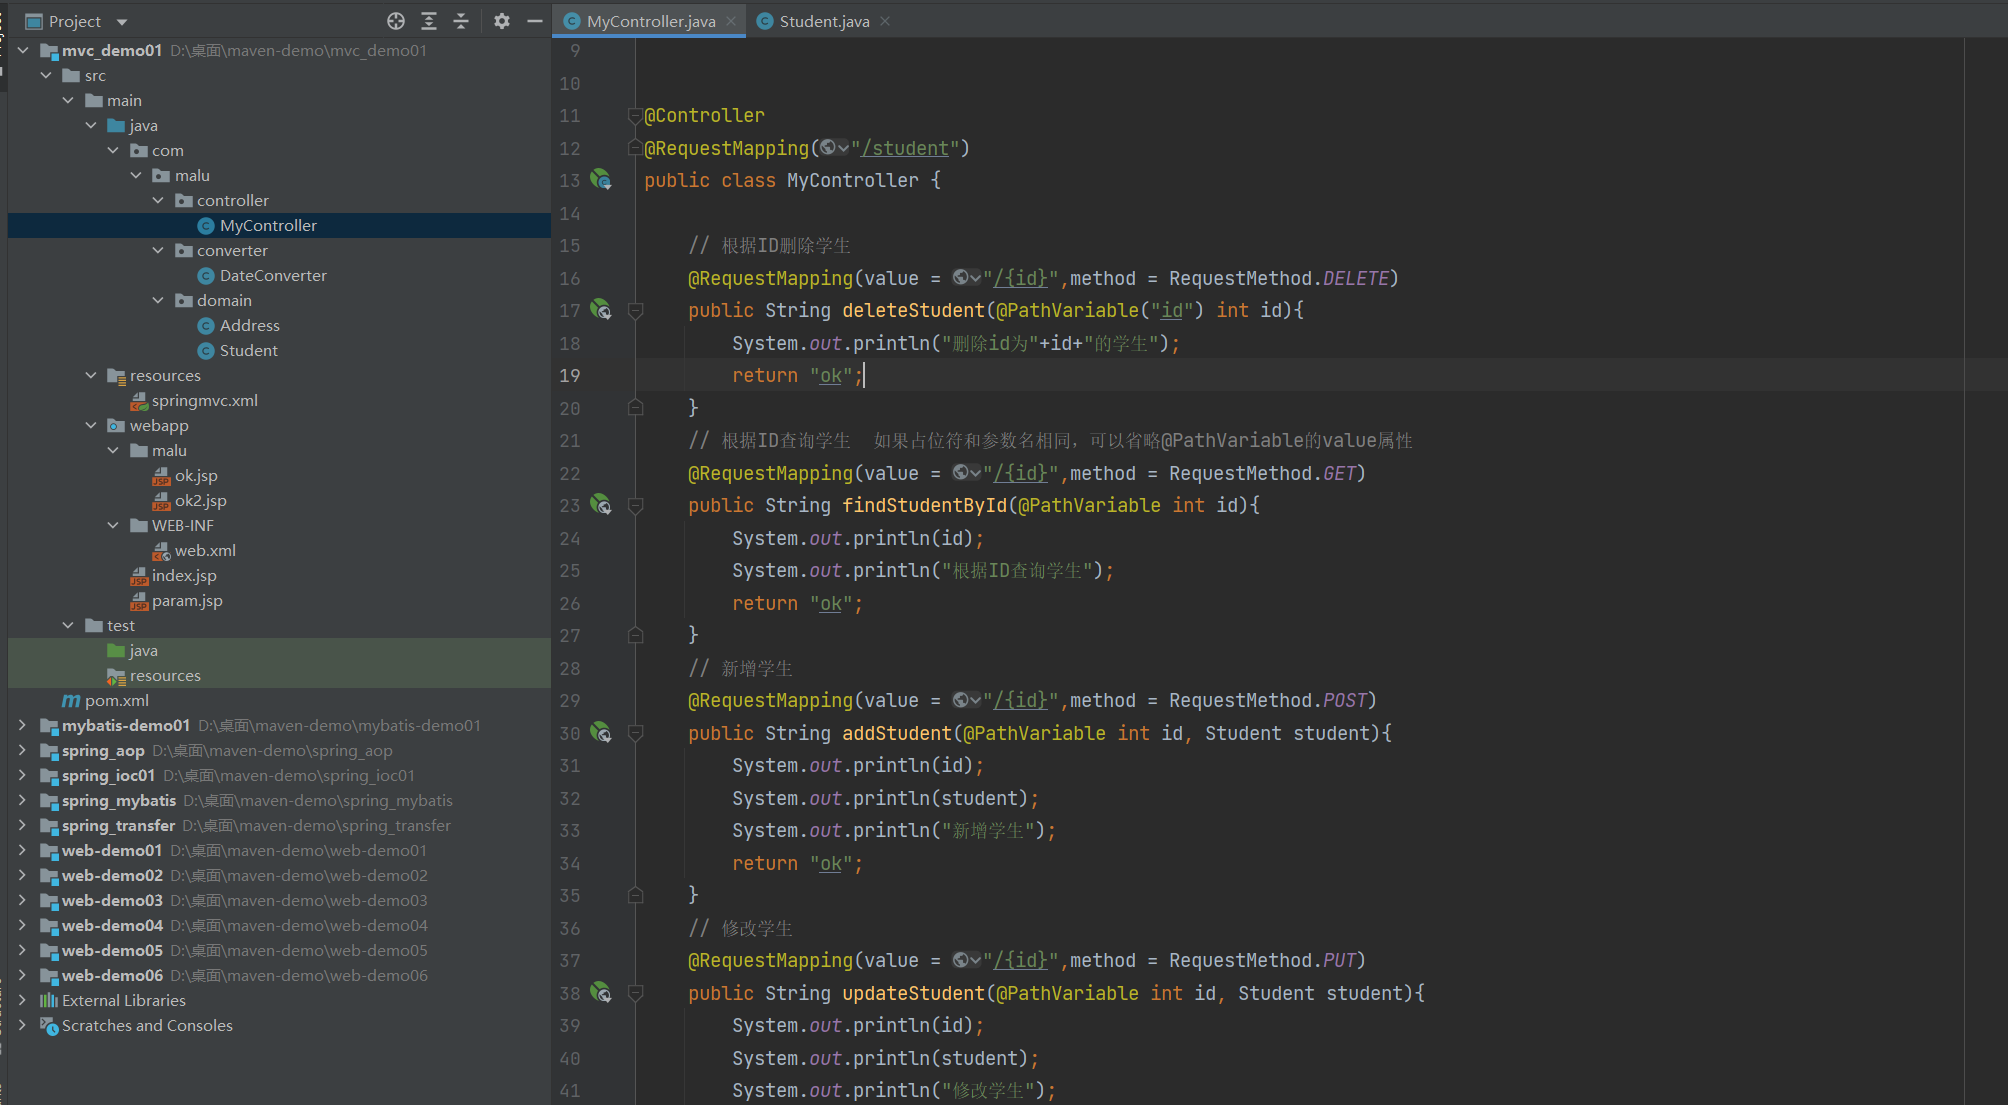 Project
mvc_demo01 D:\桌面\maven-demo\mvc_demo01
src
main
java
com
malu
controller
MyController
converter
DateConverter
domain
Address
Student
resources
springmvc.xml
webapp
malu
ok.jsp
ok2.jsp
WEB-INF
web.xml
index.jsp
param.jsp
test
java
resources
pom.xml
mybatis-demo01 D:\桌面\maven-demo\mybatis-demo01
spring_aop D:\桌面\maven-demo\spring_aop
spring_ioc01 D:\桌面\maven-demo\spring_ioc01
spring_mybatis D:\桌面\maven-demo\spring_mybatis
spring_transfer D:\桌面\maven-demo\spring_transfer
web-demo01 D:\桌面\maven-demo\web-demo01
web-demo02 D:\桌面\maven-demo\web-demo02
web-demo03 D:\桌面\maven-demo\web-demo03
web-demo04 D:\桌面\maven-demo\web-demo04
web-demo05 D:\桌面\maven-demo\web-demo05
web-demo06 D:\桌面\maven-demo\web-demo06
External Libraries
Scratches and Consoles
MyController.java Student.java
9
10
11 @Controller
12 @RequestMapping("/student")
13 public class MyController {
14
15 // 根据ID删除学生
16 @RequestMapping(value = "/{id}",method = RequestMethod.DELETE)
17 public String deleteStudent(@PathVariable("id") int id){
18 System.out.println("删除id为"+id+"的学生");
19 return "ok";
20 }
21 // 根据ID查询学生 如果占位符和参数名相同，可以省略@PathVariable的value属性
22 @RequestMapping(value = "/{id}",method = RequestMethod.GET)
23 public String findStudentById(@PathVariable int id){
24 System.out.println(id);
25 System.out.println("根据ID查询学生");
26 return "ok";
27 }
28 // 新增学生
29 @RequestMapping(value = "/{id}",method = RequestMethod.POST)
30 public String addStudent(@PathVariable int id, Student student){
31 System.out.println(id);
32 System.out.println(student);
33 System.out.println("新增学生");
34 return "ok";
35 }
36 // 修改学生
37 @RequestMapping(value = "/{id}",method = RequestMethod.PUT)
38 public String updateStudent(@PathVariable int id, Student student){
39 System.out.println(id);
40 System.out.println(student);
41 System.out.println("修改学生");